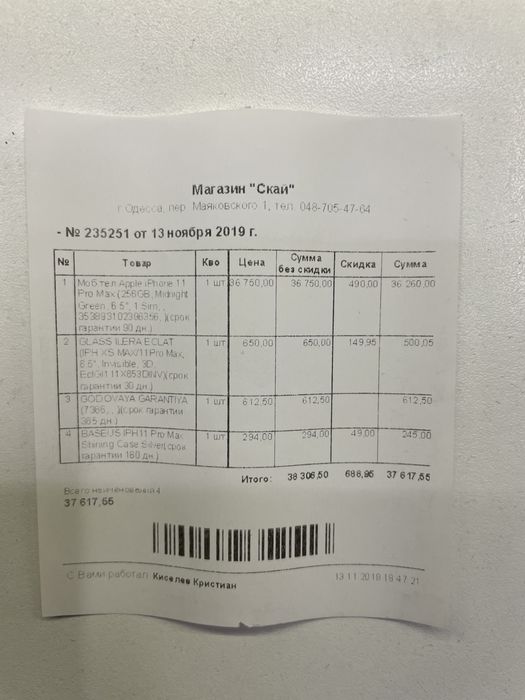 Магазин "Скай"
г.Одесса, пер. Маяковского 1, тел. 048-705-47-64
- № 235251 от 13 ноября 2019 г.
№ Товар Кво Цена Сумма без скидки Скидка Сумма
1 Моб.тел Apple iPhone 11 1 шт 36 750,00 36 750,00 490,00 36 260,00
Pro Max (256GB, Midnight
Green, 6.5", 1 Sim, ,
)(срок
гарантии 90 дн.)
2 GLASS ILERA ECLAT 1 шт 650,00 650,00 149,95 500,05
(IPH XS MAX/11 Pro Max,
6.5", Invisible, 3D,
(срок
гарантии 30 дн.)
3 GODOVAYA GARANTIYA 1 шт 612,50 612,50 612,50
(7386, , )(срок гарантии
365 дн.)
4 BASEUS IPH11 Pro Max 1 шт 294,00 294,00 49,00 245,00
Shining Case Silver(срок
гарантии 180 дн.)
Итого: 38 306,50 688,95 37 617,55
Всего наименований 4
37 617,55
С Вами работал Киселев Кристиан 13.11.2019 18:47:21